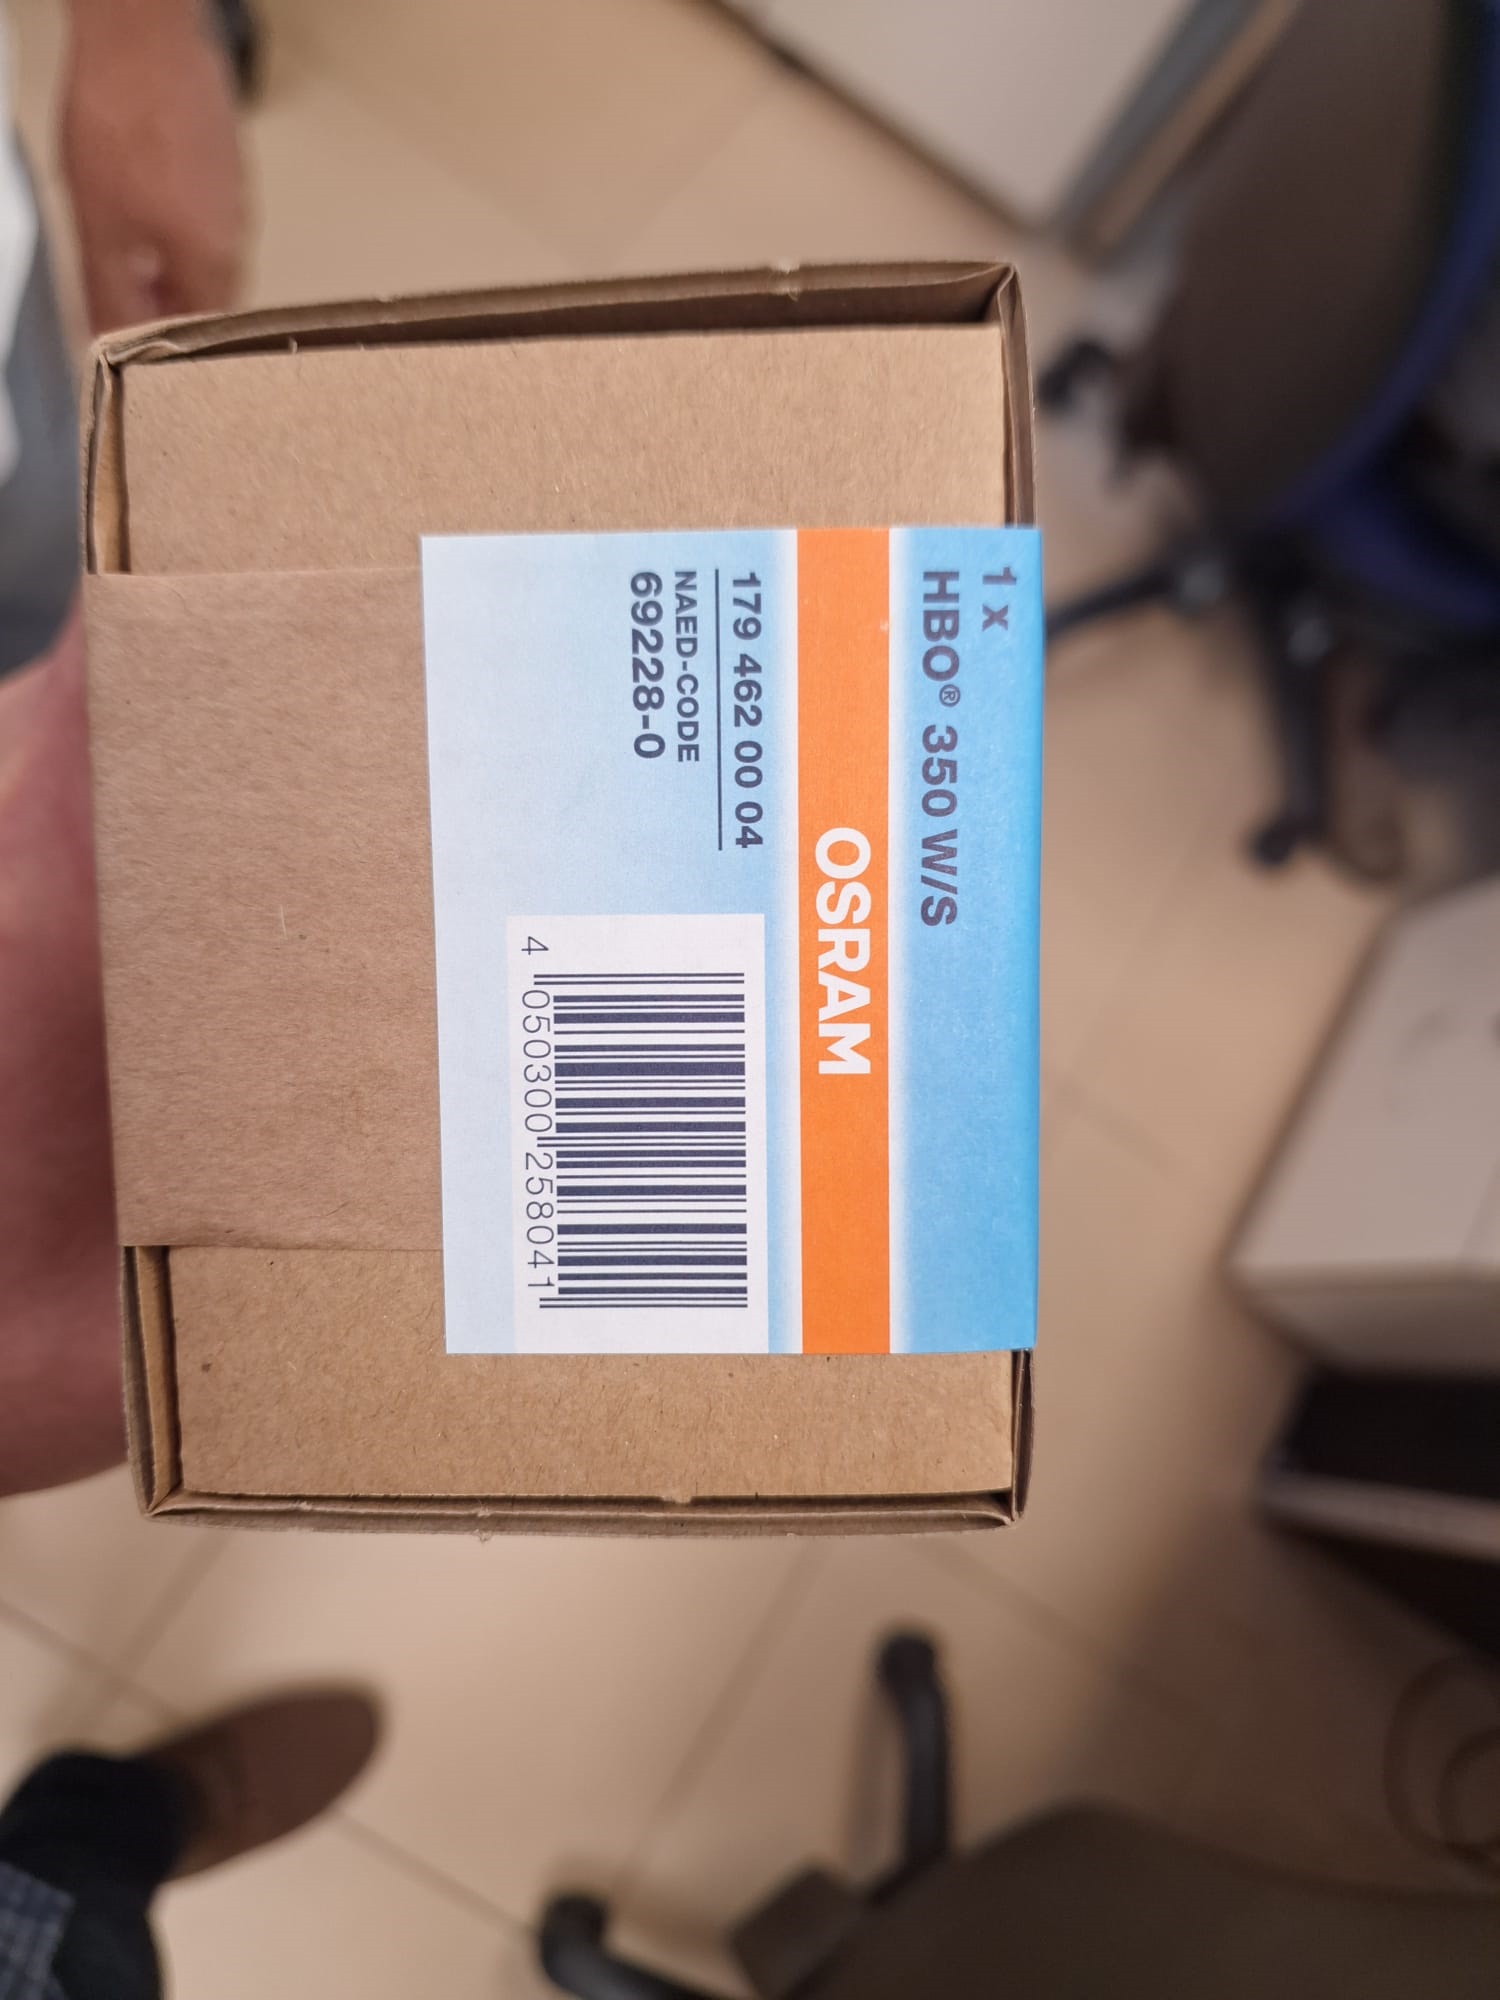 1 x
HBO® 350 W/S
OSRAM
179 462 00 04
NAED-CODE
69228-0
4 050300 258041